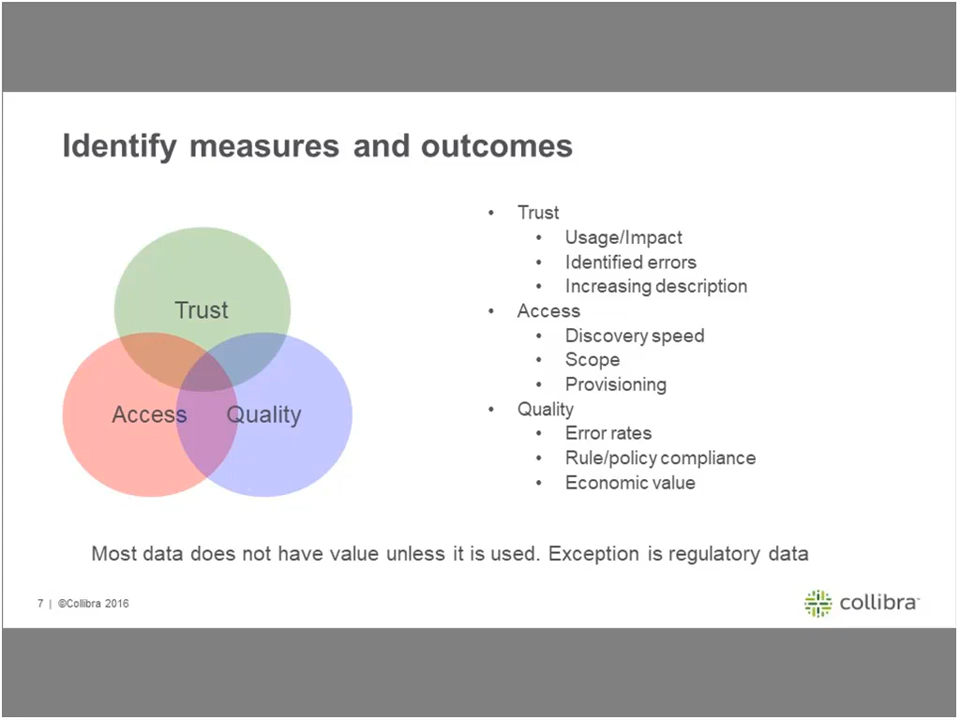 Identify measures and outcomes
Trust
Access
Quality
• Trust
• Usage/Impact
• Identified errors
• Increasing description
• Access
• Discovery speed
• Scope
• Provisioning
• Quality
• Error rates
• Rule/policy compliance
• Economic value
Most data does not have value unless it is used. Exception is regulatory data
7 | ©Collibra 2016
collibra™